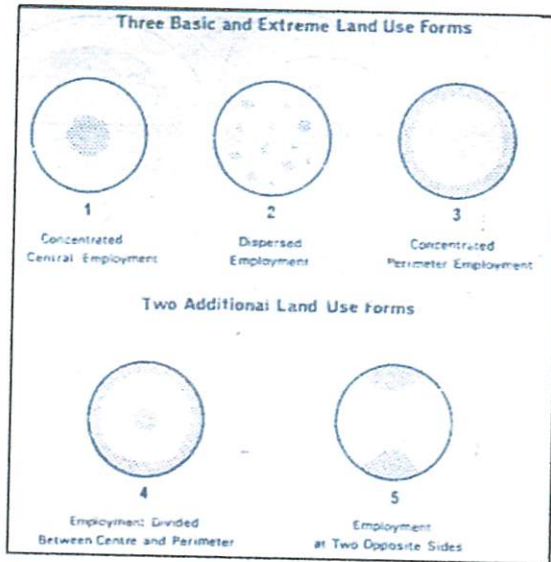 Three Basic and Extreme Land Use Forms
1
Concentrated
Central Employment
2
Dispersed
Employment
3
Concentrated
Perimeter Employment
Two Additional Land Use Forms
4
Employment Divided
Between Centre and Perimeter
5
Employment
at Two Opposite Sides